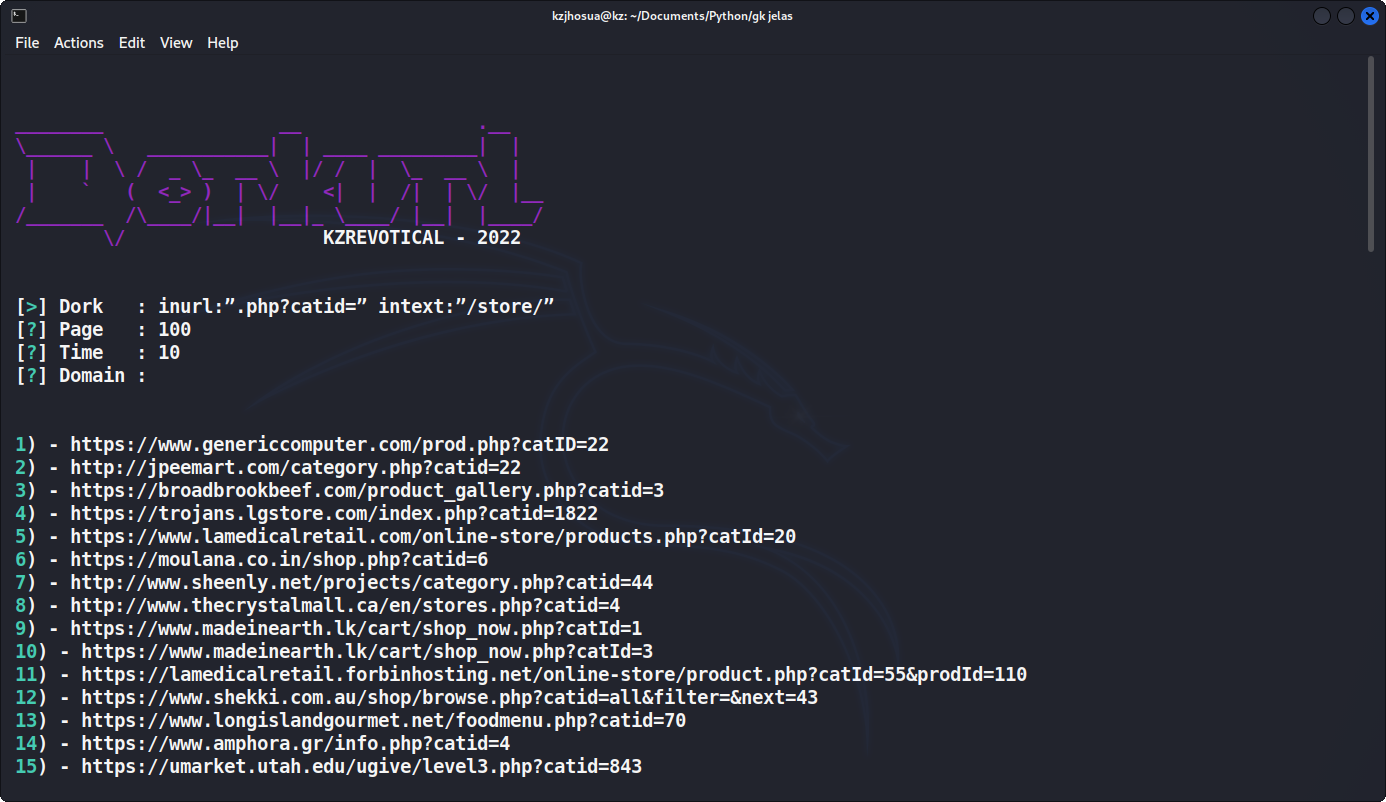 kzjhosua@kz: ~/Documents/Python/gk jelas
File Actions Edit View Help
Dorkurl
KZREVOTICAL - 2022
[>] Dork : inurl:”.php?catid=” intext:”/store/”
[?] Page : 100
[?] Time : 10
[?] Domain :
1) - https://www.genericcomputer.com/prod.php?catID=22
2) - http://jpeemart.com/category.php?catid=22
3) - https://broadbrookbeef.com/product_gallery.php?catid=3
4) - https://trojans.lgstore.com/index.php?catid=1822
5) - https://www.lamedicalretail.com/online-store/products.php?catId=20
6) - https://moulana.co.in/shop.php?catid=6
7) - http://www.sheenly.net/projects/category.php?catid=44
8) - http://www.thecrystalmall.ca/en/stores.php?catid=4
9) - https://www.madeinearth.lk/cart/shop_now.php?catId=1
10) - https://www.madeinearth.lk/cart/shop_now.php?catId=3
11) - https://lamedicalretail.forbinhosting.net/online-store/product.php?catId=55&prodId=110
12) - https://www.shekki.com.au/shop/browse.php?catid=all&filter=&next=43
13) - https://www.longislandgourmet.net/foodmenu.php?catid=70
14) - https://www.amphora.gr/info.php?catid=4
15) - https://umarket.utah.edu/ugive/level3.php?catid=843